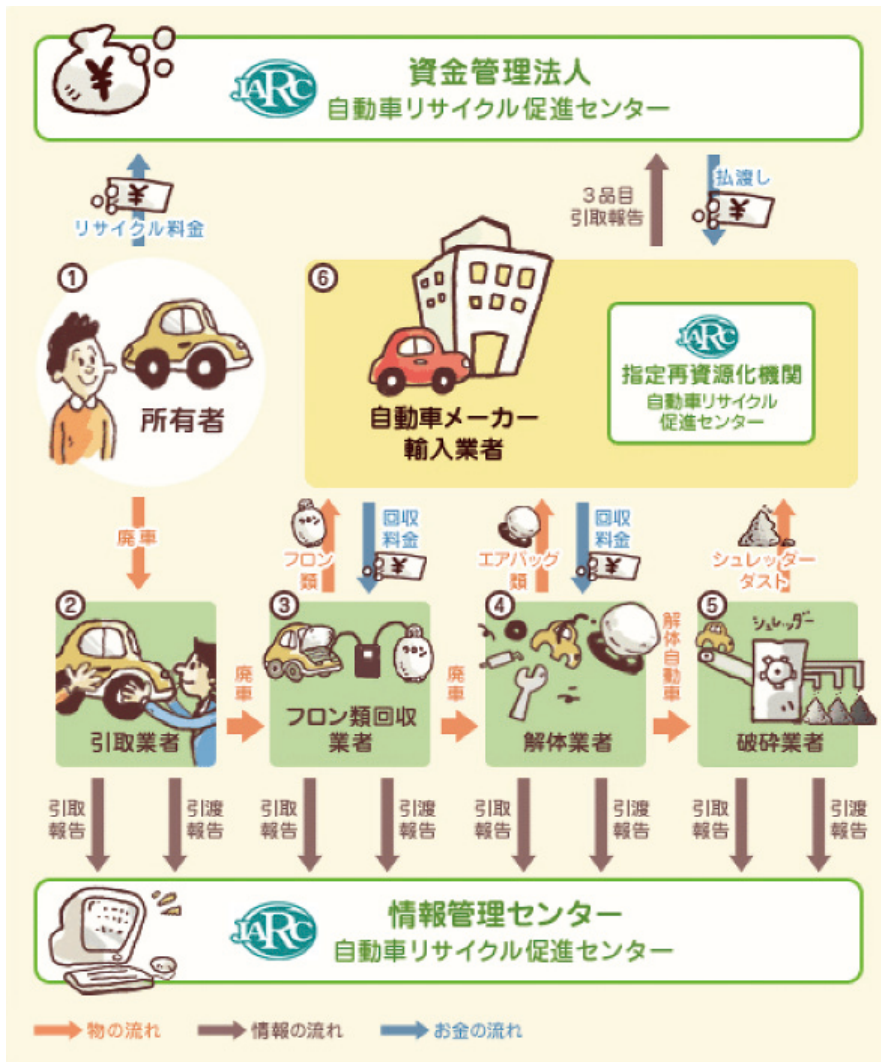 ¥
JARC
資金管理法人
自動車リサイクル促進センター
¥
リサイクル料金
3品目
引取報告
払渡し
¥
①
所有者
⑥
自動車メーカー
輸入業者
JARC
指定再資源化機関
自動車リサイクル
促進センター
廃車
フロン
類
回収
料金
¥
エアバッグ
類
回収
料金
¥
シュレッダー
ダスト
②
引取業者
廃車
③
フロン類回収
業者
廃車
④
解体業者
解体自動車
⑤
シュレッダー
破砕業者
引取
報告
引渡
報告
引取
報告
引渡
報告
引取
報告
引渡
報告
引取
報告
引渡
報告
JARC
情報管理センター
自動車リサイクル促進センター
物の流れ
情報の流れ
お金の流れ